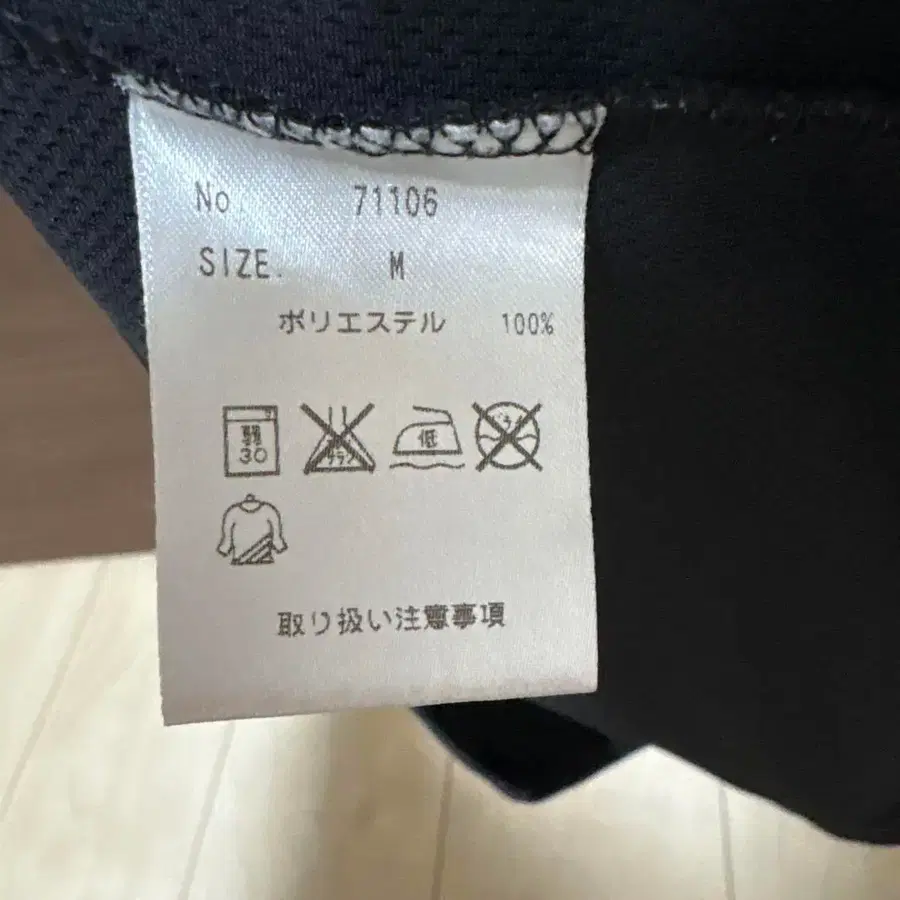 No. 71106
SIZE. M
ポリエステル 100%
弱 低
30
取り扱い注意事項